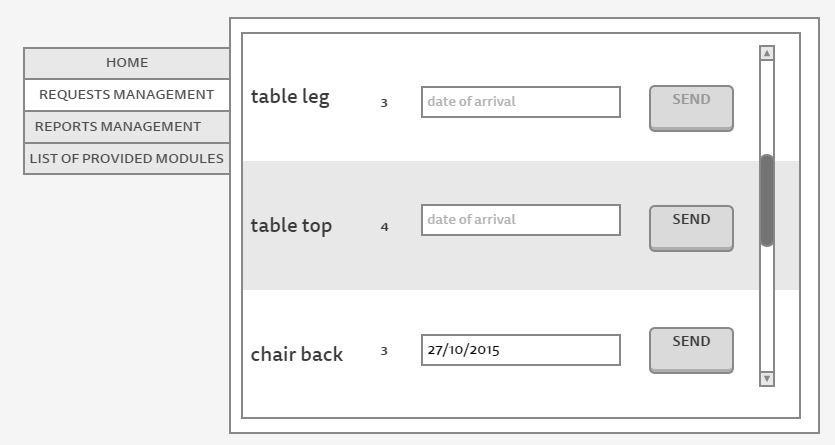 HOME
REQUESTS MANAGEMENT
REPORTS MANAGEMENT
LIST OF PROVIDED MODULES
table leg 3 date of arrival SEND
table top 4 date of arrival SEND
chair back 3 27/10/2015 SEND